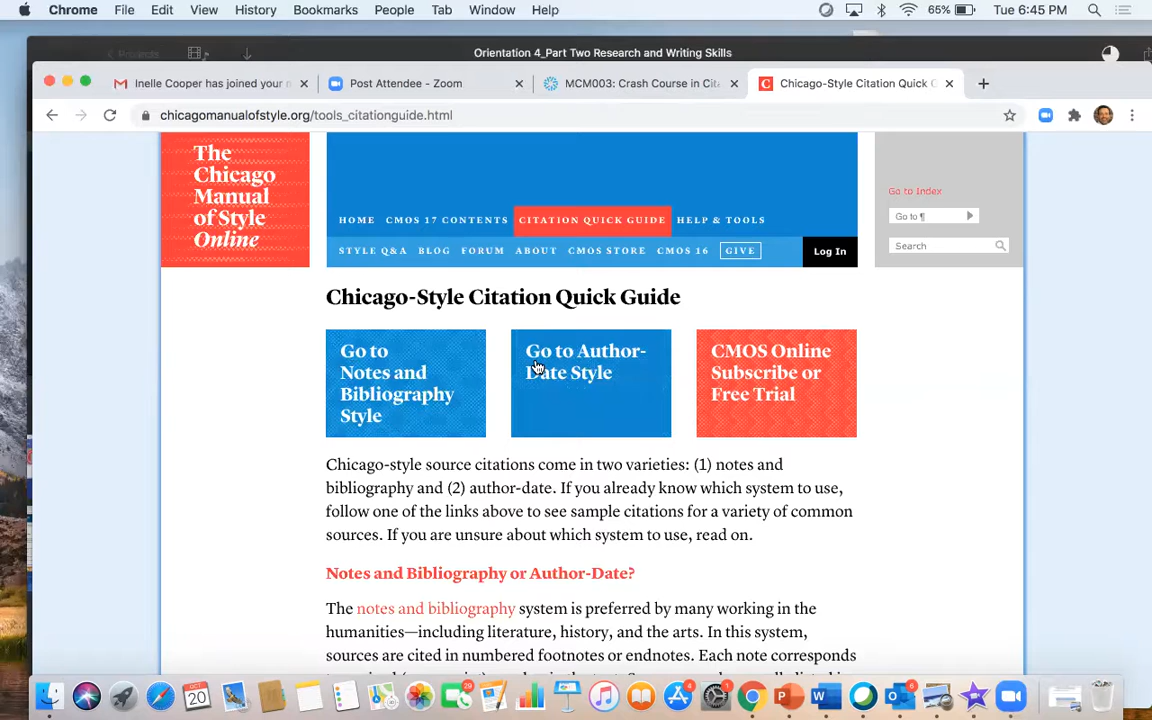 Chrome File Edit View History Bookmarks People Tab Window Help 65% Tue 6:45 PM
Projects Orientation 4_Part Two Research and Writing Skills
Inelle Cooper has joined your Post Attendee - Zoom MCM003: Crash Course in Cit Chicago-Style Citation Quick
chicagomanualofstyle.org/tools_citationguide.html
The
Chicago
Manual
of Style
Online
HOME CMOS 17 CONTENTS CITATION QUICK GUIDE HELP & TOOLS
STYLE Q&A BLOG FORUM ABOUT CMOS STORE CMOS 16 GIVE Log In
Go to Index
Go to ¶
Search
Chicago-Style Citation Quick Guide
Go to
Notes and
Bibliography
Style
Go to Author-
Date Style
CMOS Online
Subscribe or
Free Trial
Chicago-style source citations come in two varieties: (1) notes and
bibliography and (2) author-date. If you already know which system to use,
follow one of the links above to see sample citations for a variety of common
sources. If you are unsure about which system to use, read on.
Notes and Bibliography or Author-Date?
The notes and bibliography system is preferred by many working in the
humanities—including literature, history, and the arts. In this system,
sources are cited in numbered footnotes or endnotes. Each note corresponds
OCT
20
29
4
1
6